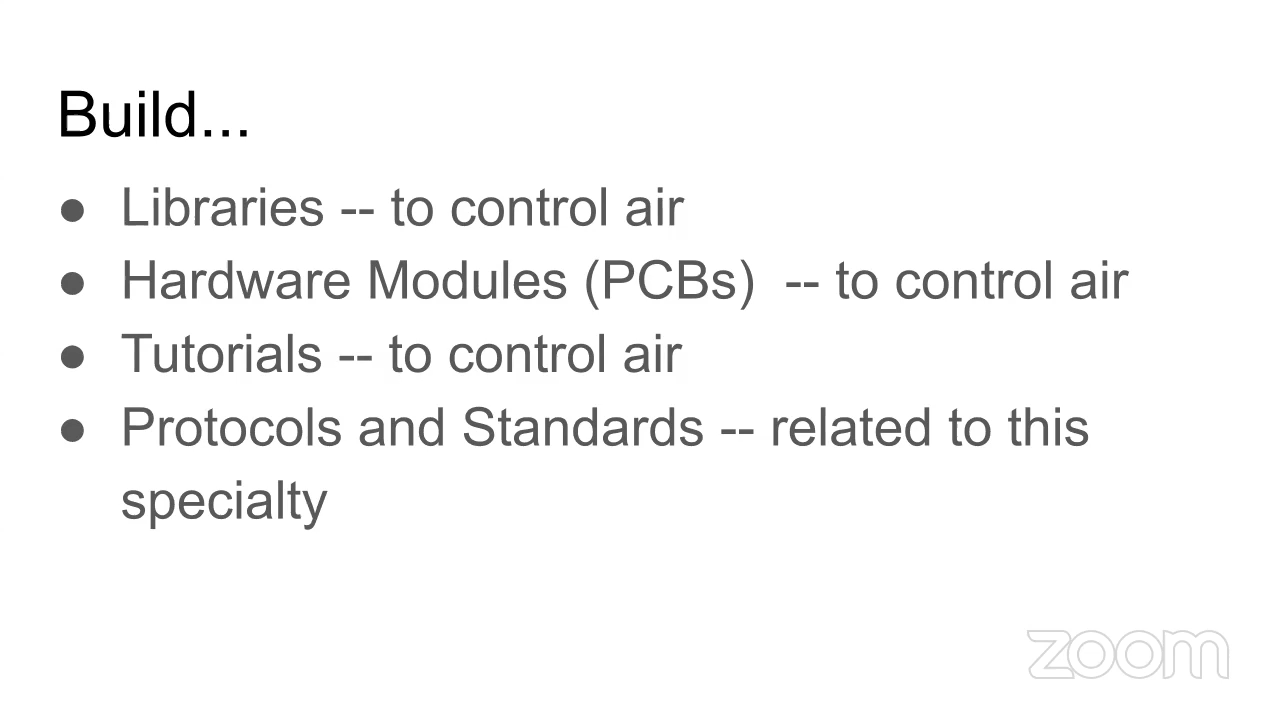 Build...
● Libraries -- to control air
● Hardware Modules (PCBs)  -- to control air
● Tutorials -- to control air
● Protocols and Standards -- related to this
specialty
zoom